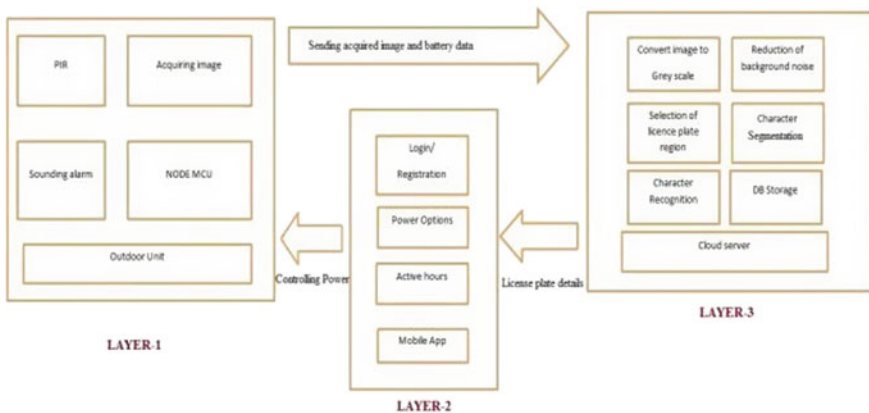 PIR
Acquiring image
Sounding alarm
NODE MCU
Outdoor Unit
LAYER-1
Sending acquired image and battery data
Login/
Registration
Power Options
Active hours
Mobile App
LAYER-2
Controlling Power
License plate details
Convert image to
Grey scale
Reduction of
background noise
Selection of
licence plate
region
Character
Segmentation
Character
Recognition
DB Storage
Cloud server
LAYER-3